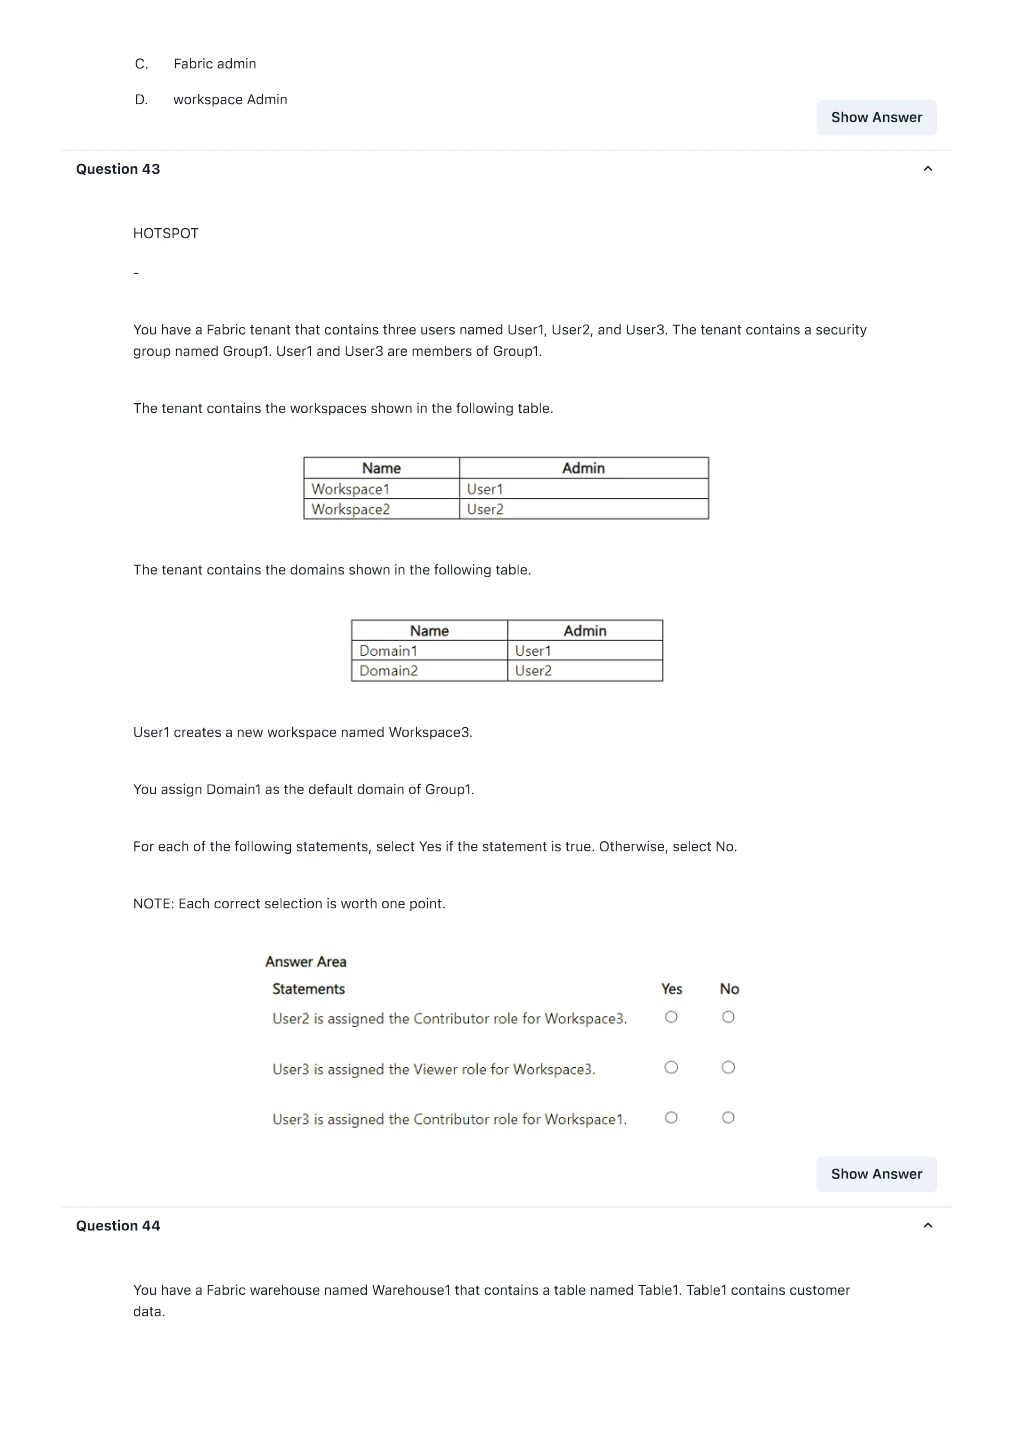 C. Fabric admin
D. workspace Admin
Show Answer
Question 43
HOTSPOT
-
You have a Fabric tenant that contains three users named User1, User2, and User3. The tenant contains a security
group named Group1. User1 and User3 are members of Group1.
The tenant contains the workspaces shown in the following table.
Name Admin
Workspace1 User1
Workspace2 User2
The tenant contains the domains shown in the following table.
Name Admin
Domain1 User1
Domain2 User2
User1 creates a new workspace named Workspace3.
You assign Domain1 as the default domain of Group1.
For each of the following statements, select Yes if the statement is true. Otherwise, select No.
NOTE: Each correct selection is worth one point.
Answer Area
Statements Yes No
User2 is assigned the Contributor role for Workspace3.
User3 is assigned the Viewer role for Workspace3.
User3 is assigned the Contributor role for Workspace1.
Show Answer
Question 44
You have a Fabric warehouse named Warehouse1 that contains a table named Table1. Table1 contains customer
data.